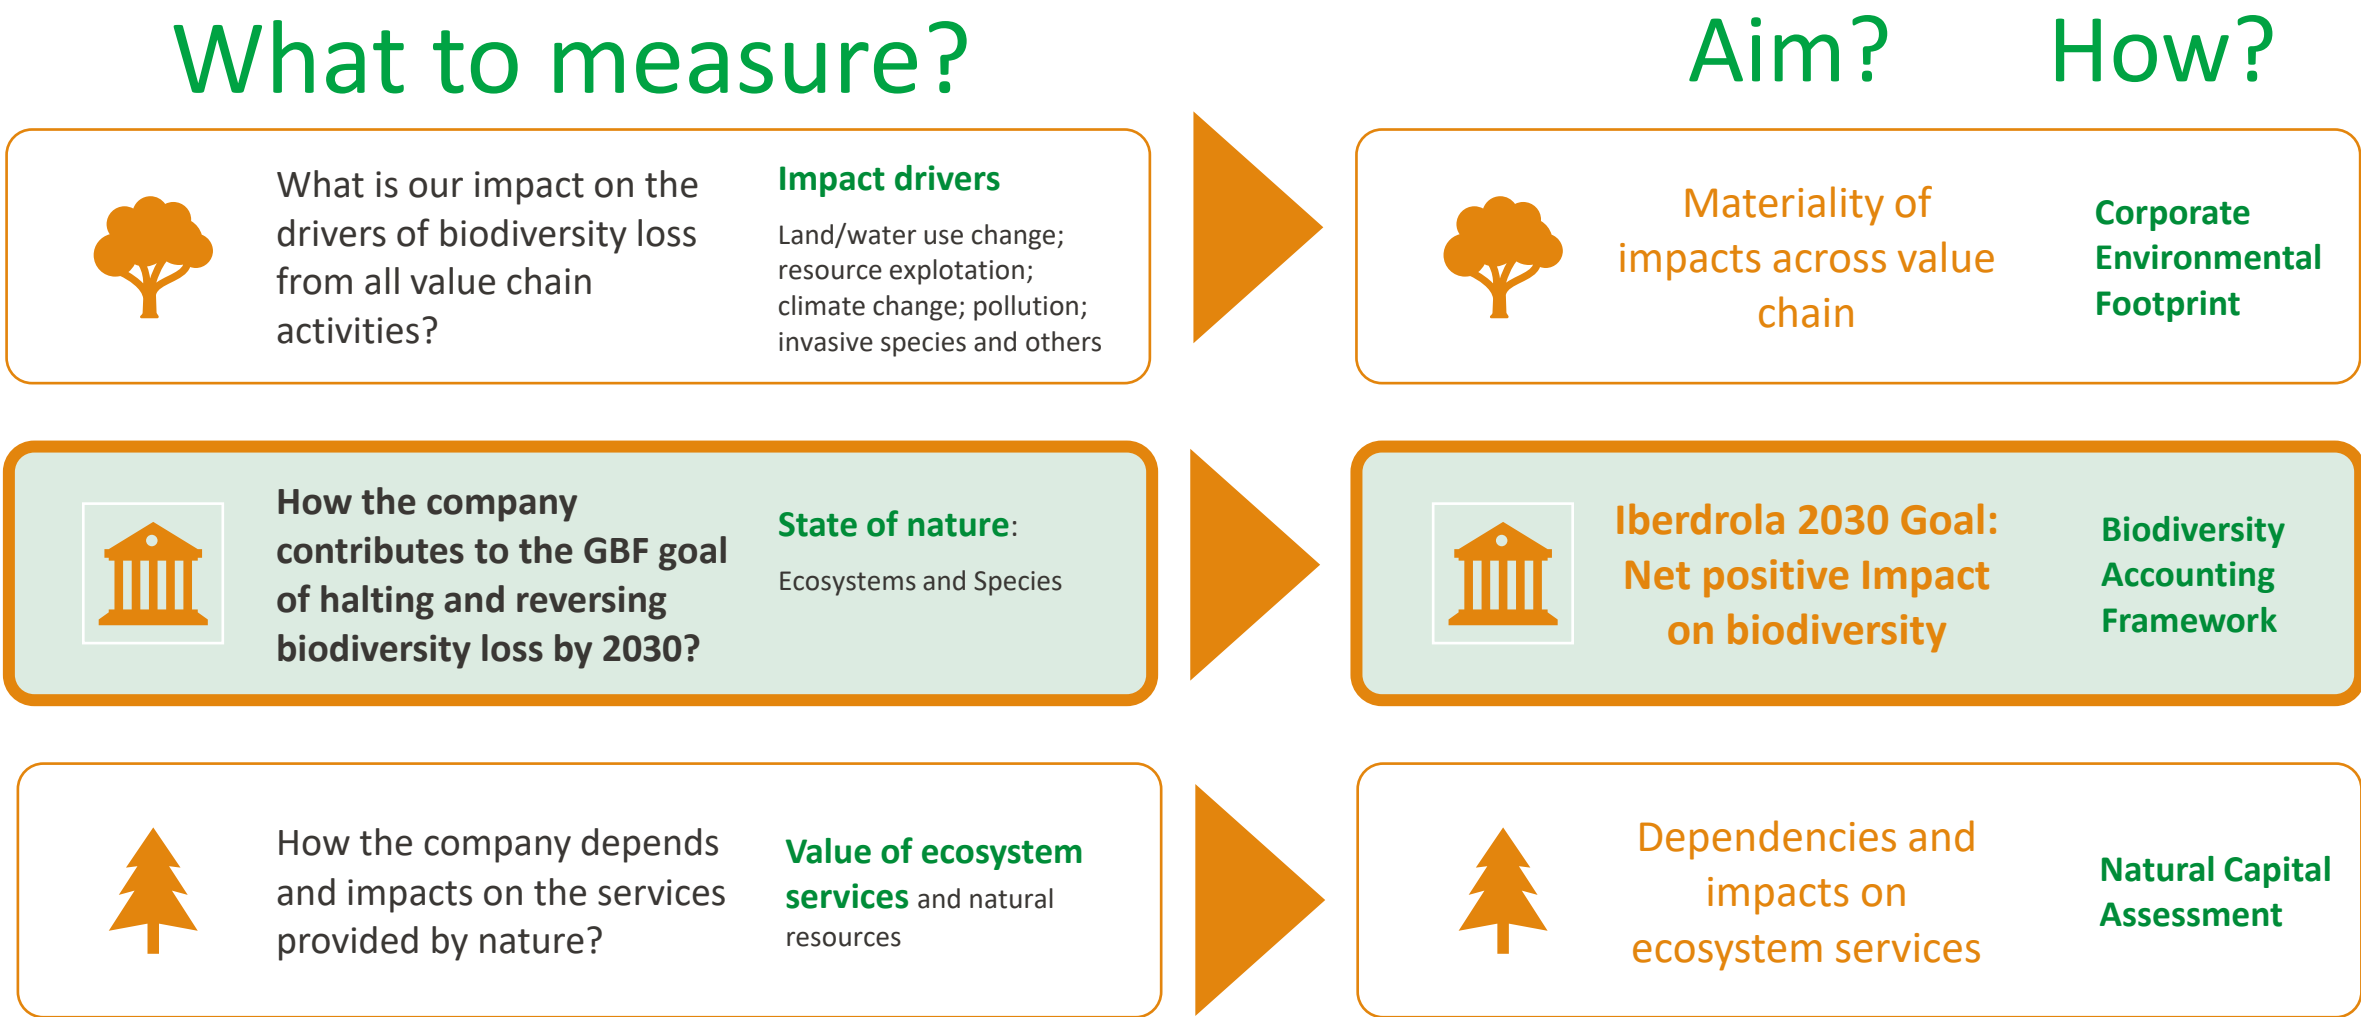 What to measure?
Aim?
How?
What is our impact on the
drivers of biodiversity loss
from all value chain
activities?
Impact drivers
Land/water use change;
resource explotation;
climate change; pollution;
invasive species and others
Materiality of
impacts across value
chain
Corporate
Environmental
Footprint
How the company
contributes to the GBF goal
of halting and reversing
biodiversity loss by 2030?
State of nature:
Ecosystems and Species
Iberdrola 2030 Goal:
Net positive Impact
on biodiversity
Biodiversity
Accounting
Framework
How the company depends
and impacts on the services
provided by nature?
Value of ecosystem
services and natural
resources
Dependencies and
impacts on
ecosystem services
Natural Capital
Assessment